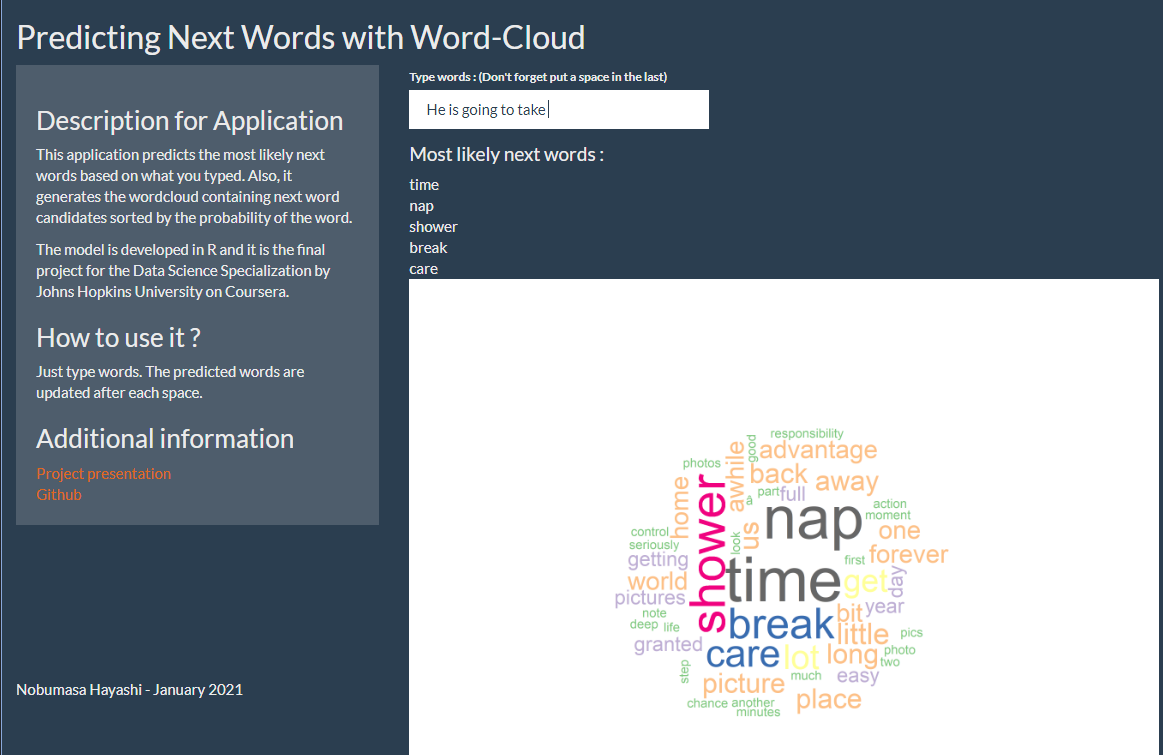 Predicting Next Words with Word-Cloud
Description for Application
This application predicts the most likely next
words based on what you typed. Also, it
generates the wordcloud containing next word
candidates sorted by the probability of the word.
The model is developed in R and it is the final
project for the Data Science Specialization by
Johns Hopkins University on Coursera.
How to use it ?
Just type words. The predicted words are
updated after each space.
Additional information
Project presentation
Github
Nobumasa Hayashi - January 2021
Type words : (Don't forget put a space in the last)
He is going to take
Most likely next words :
time
nap
shower
break
care
responsibility
good
advantage
awhile
photos
back
away
home
shower
part
full
â
action
moment
nap
control
us
one
look
seriously
first
forever
getting
world
time
get
day
pictures
note
bit
year
deep
life
break
little
pics
granted
care
lot
long
photo
two
step
much
easy
picture
place
chance
another
minutes